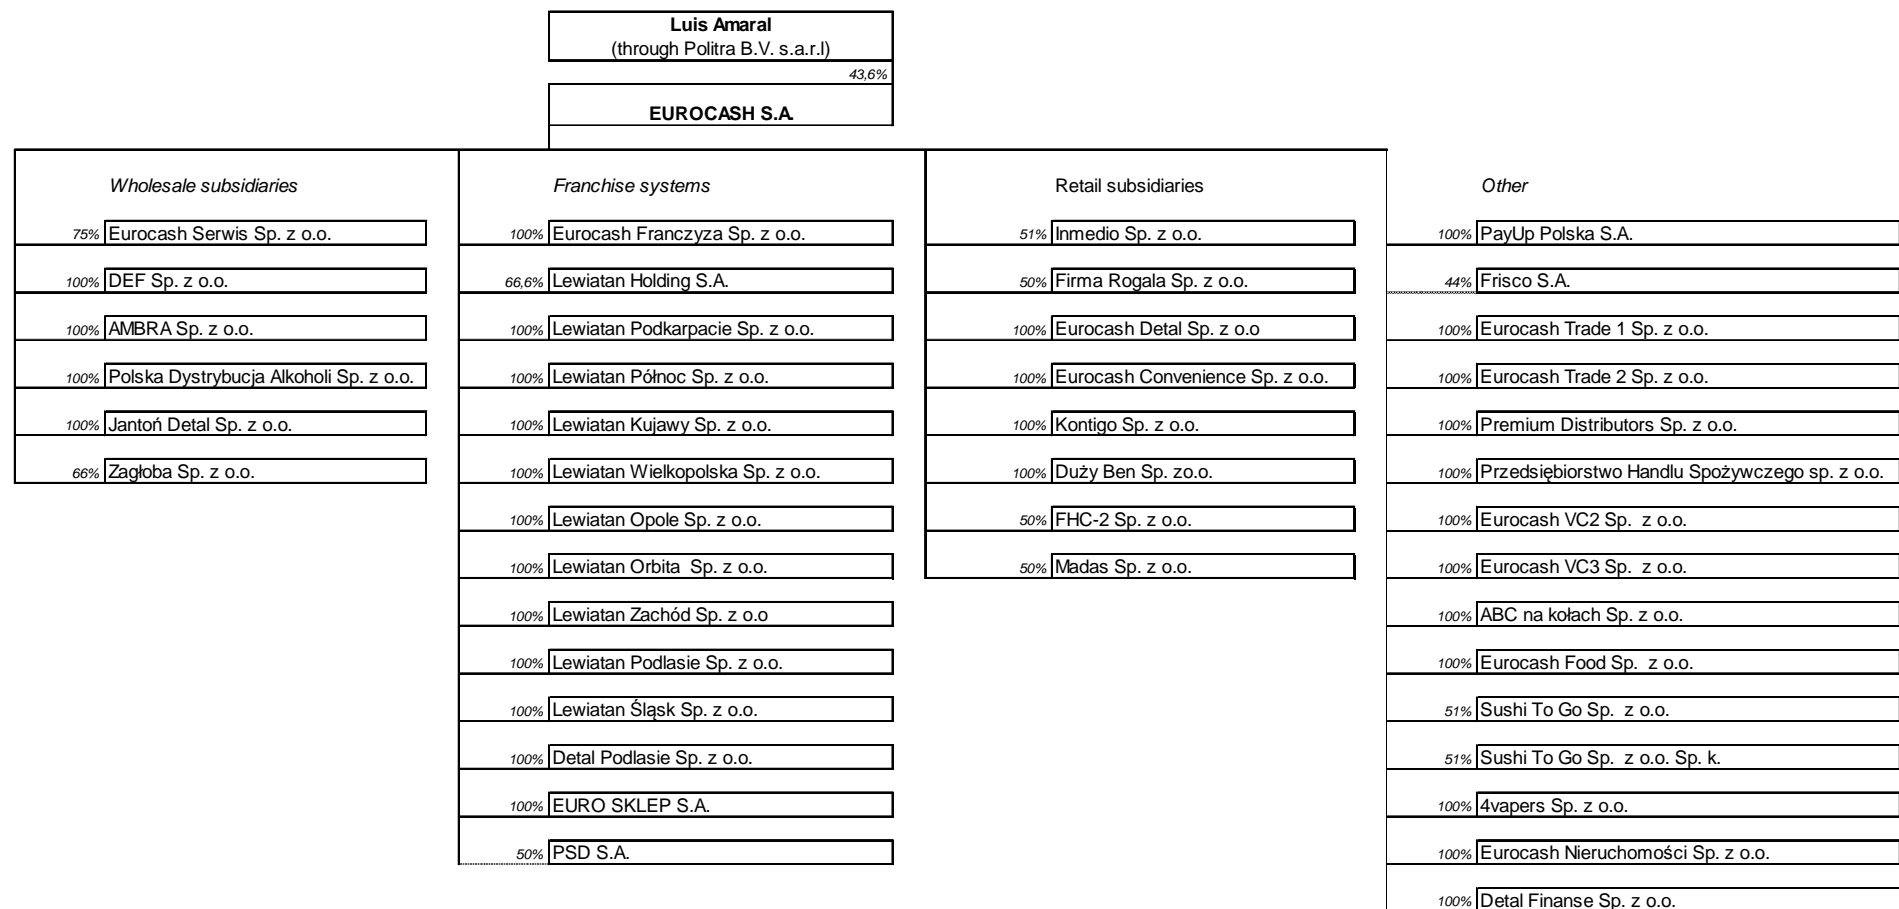 Luis Amaral
(through Politra B.V. s.a.r.l)
43,6%
EUROCASH S.A.
Wholesale subsidiaries
75% Eurocash Serwis Sp. z o.o.
100% DEF Sp. z o.o.
100% AMBRA Sp. z o.o.
100% Polska Dystrybucja Alkoholi Sp. z o.o.
100% Jantoń Detal Sp. z o.o.
66% Zagłoba Sp. z o.o.
Franchise systems
100% Eurocash Franczyza Sp. z o.o.
66,6% Lewiatan Holding S.A.
100% Lewiatan Podkarpacie Sp. z o.o.
100% Lewiatan Północ Sp. z o.o.
100% Lewiatan Kujawy Sp. z o.o.
100% Lewiatan Wielkopolska Sp. z o.o.
100% Lewiatan Opole Sp. z o.o.
100% Lewiatan Orbita Sp. z o.o.
100% Lewiatan Zachód Sp. z o.o
100% Lewiatan Podlasie Sp. z o.o.
100% Lewiatan Śląsk Sp. z o.o.
100% Detal Podlasie Sp. z o.o.
100% EURO SKLEP S.A.
50% PSD S.A.
Retail subsidiaries
51% Inmedio Sp. z o.o.
50% Firma Rogala Sp. z o.o.
100% Eurocash Detal Sp. z o.o
100% Eurocash Convenience Sp. z o.o.
100% Kontigo Sp. z o.o.
100% Duży Ben Sp. zo.o.
50% FHC-2 Sp. z o.o.
50% Madas Sp. z o.o.
Other
100% PayUp Polska S.A.
44% Frisco S.A.
100% Eurocash Trade 1 Sp. z o.o.
100% Eurocash Trade 2 Sp. z o.o.
100% Premium Distributors Sp. z o.o.
100% Przedsiębiorstwo Handlu Spożywczego sp. z o.o.
100% Eurocash VC2 Sp. z o.o.
100% Eurocash VC3 Sp. z o.o.
100% ABC na kołach Sp. z o.o.
100% Eurocash Food Sp. z o.o.
51% Sushi To Go Sp. z o.o.
51% Sushi To Go Sp. z o.o. Sp. k.
100% 4vapers Sp. z o.o.
100% Eurocash Nieruchomości Sp. z o.o.
100% Detal Finanse Sp. z o.o.